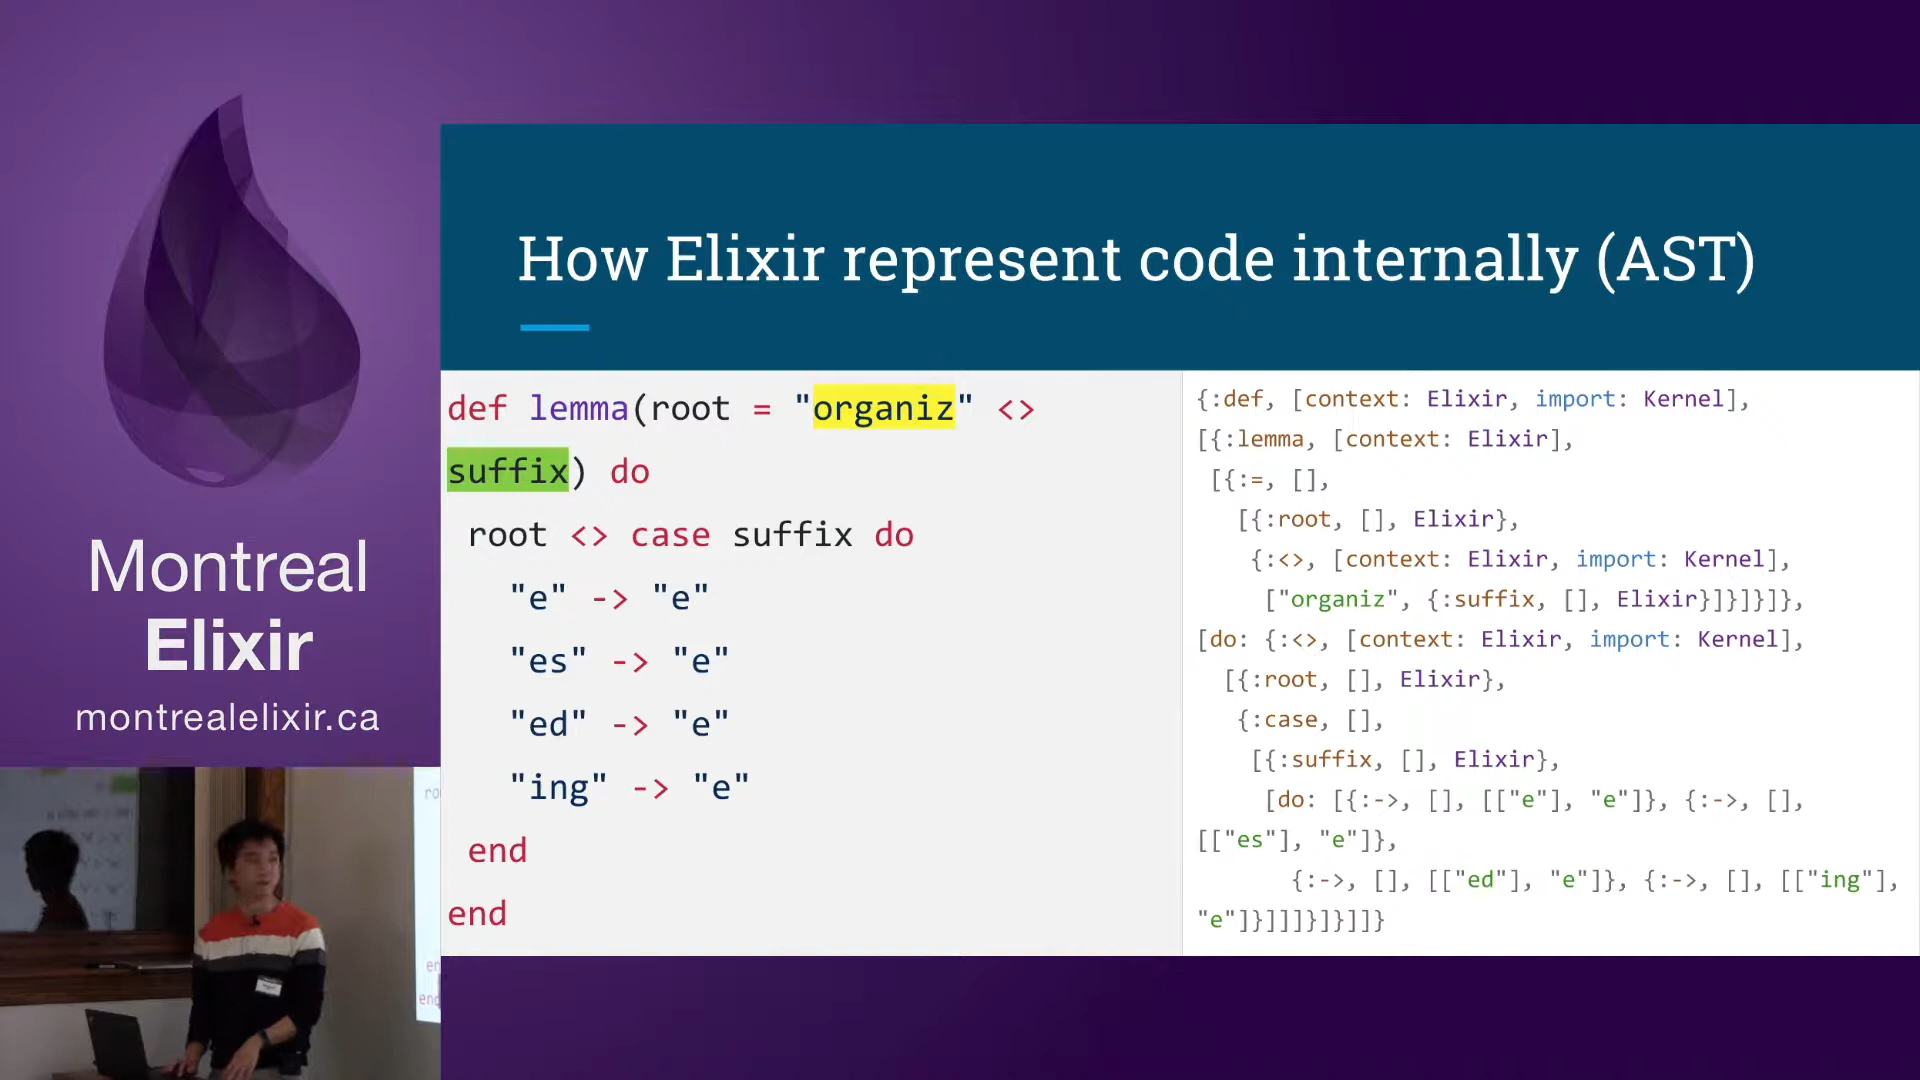 Montreal
Elixir
montrealelixir.ca
How Elixir represent code internally (AST)
def lemma(root = "organiz" <>
suffix) do
root <> case suffix do
"e" -> "e"
"es" -> "e"
"ed" -> "e"
"ing" -> "e"
end
end
{:def, [context: Elixir, import: Kernel],
[{:lemma, [context: Elixir],
[{:=, [],
[{:root, [], Elixir},
{:<>, [context: Elixir, import: Kernel],
["organiz", {:suffix, [], Elixir}]}]}]},
[do: {:<>, [context: Elixir, import: Kernel],
[{:root, [], Elixir},
{:case, [],
[{:suffix, [], Elixir},
[do: [{:->, [], [["e"], "e"]}, {:->, [],
[["es"], "e"]},
{:->, [], [["ed"], "e"]}, {:->, [], [["ing"],
"e"]}]]]}]}]]}